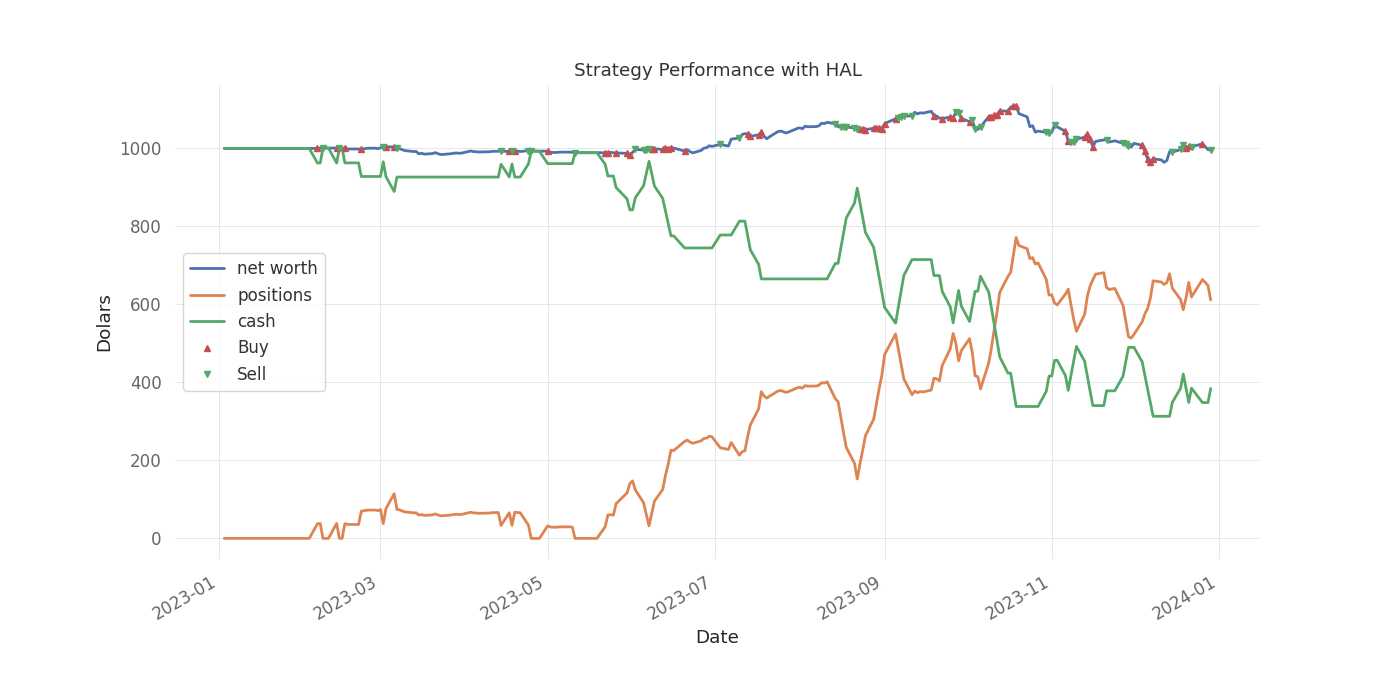 Strategy Performance with HAL
1000
800
600
400
200
0
Dolars
net worth
positions
cash
Buy
Sell
2023-01
2023-03
2023-05
2023-07
2023-09
2023-11
2024-01
Date